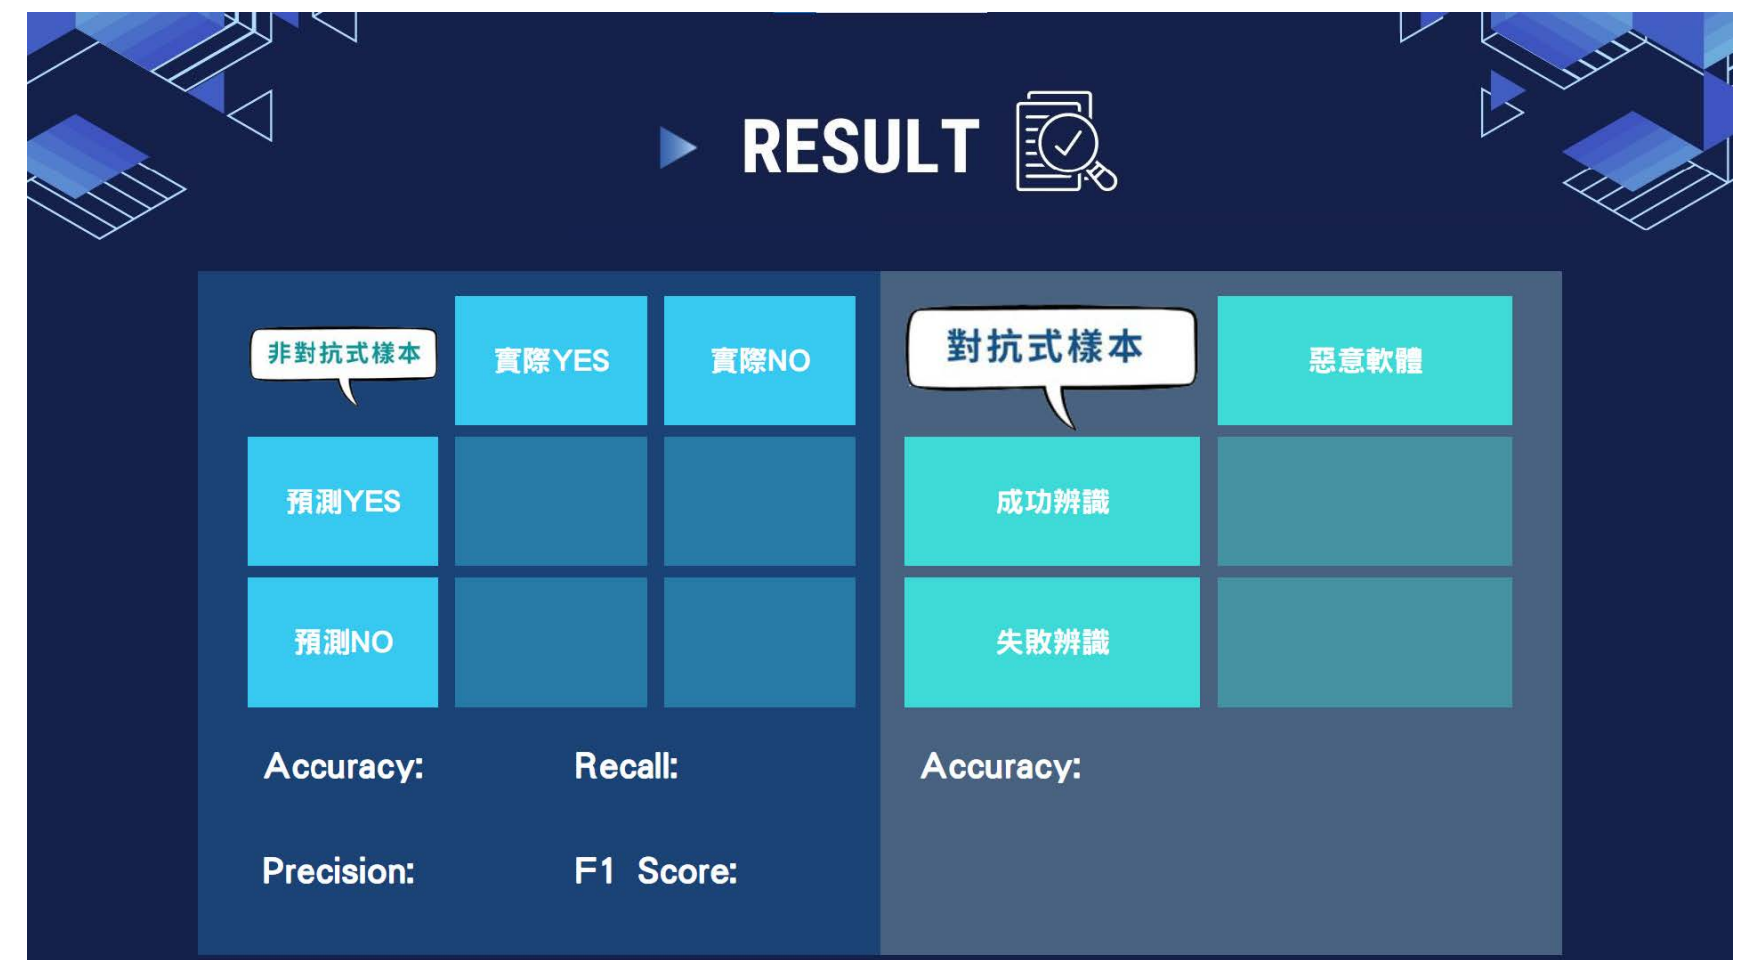 RESULT
非對抗式樣本
實際YES
實際NO
預測YES
預測NO
Accuracy:
Recall:
Precision:
F1 Score:
對抗式樣本
惡意軟體
成功辨識
失敗辨識
Accuracy: